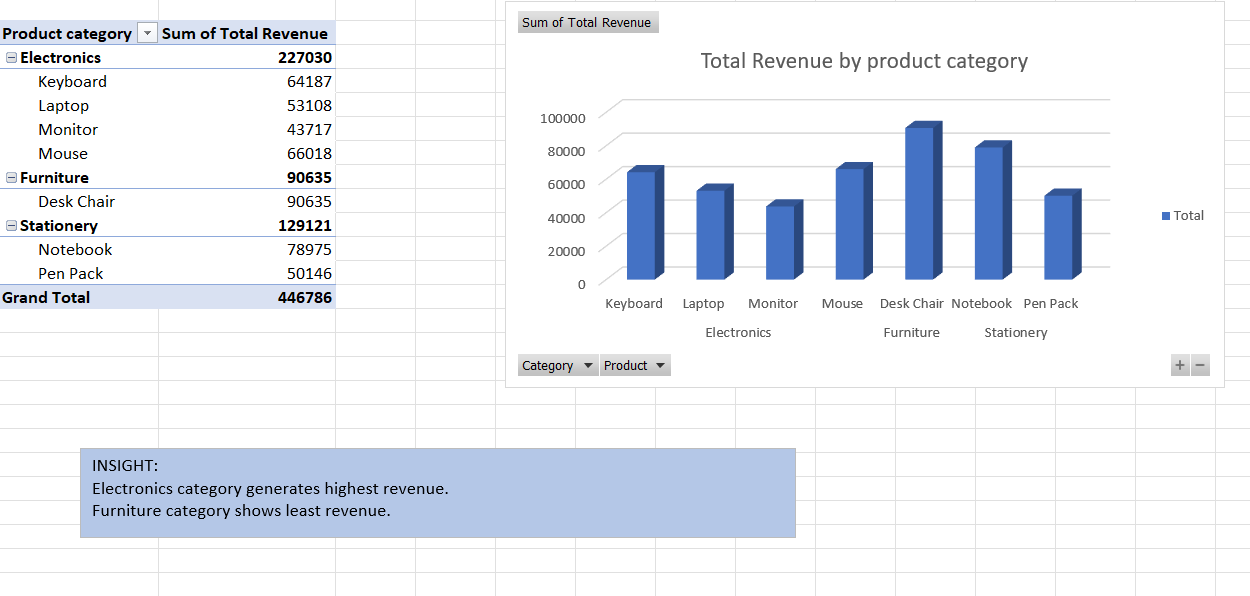 Product category Sum of Total Revenue
Electronics 227030
Keyboard 64187
Laptop 53108
Monitor 43717
Mouse 66018
Furniture 90635
Desk Chair 90635
Stationery 129121
Notebook 78975
Pen Pack 50146
Grand Total 446786
Sum of Total Revenue
Total Revenue by product category
100000
80000
60000
40000
20000
0
Keyboard Laptop Monitor Mouse Desk Chair Notebook Pen Pack
Electronics Furniture Stationery
Total
Category Product
INSIGHT:
Electronics category generates highest revenue.
Furniture category shows least revenue.